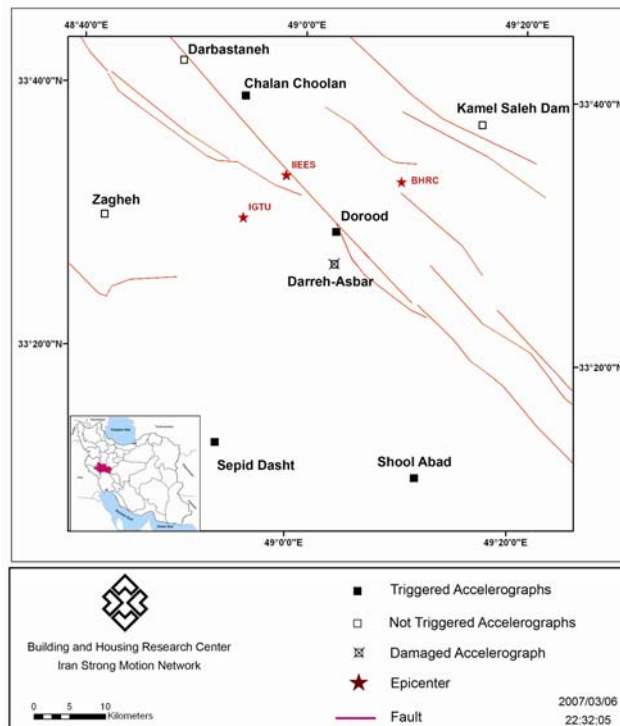 48°40'0"E 49°0'0"E 49°20'0"E
Darbastaneh
33°40'0"N
Chalan Choolan
33°40'0"N
Kamel Saleh Dam
IIEES
BHRC
Zagheh
IGTU
Dorood
Darreh-Asbar
33°20'0"N
33°20'0"N
Sepid Dasht
Shool Abad
49°0'0"E 49°20'0"E
Triggered Accelerographs
Not Triggered Accelerographs
Damaged Accelerograph
Epicenter
Fault
Building and Housing Research Center
Iran Strong Motion Network
0 5 10
Kilometers
2007/03/06
22:32:05